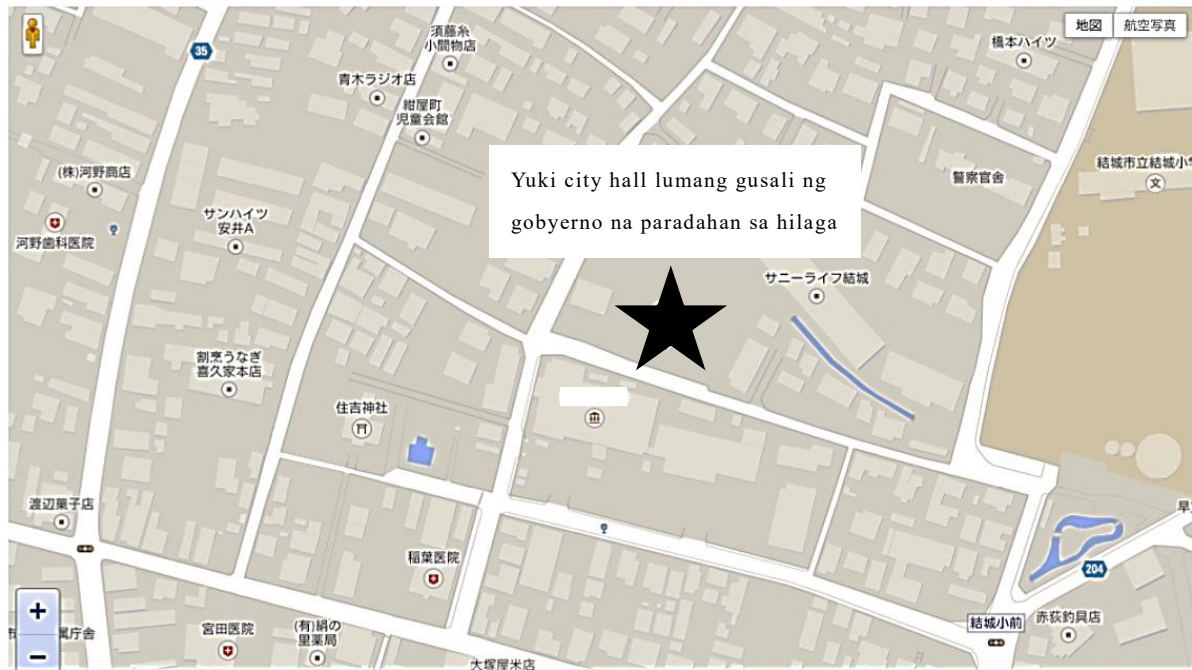 地図
航空写真
35
須藤糸
小間物店
橋本ハイツ
青木ラジオ店
紺屋町
児童会館
(株)河野商店
Yuki city hall lumang gusali ng
gobyerno na paradahan sa hilaga
警察官舎
結城市立結城小
文
サンハイツ
安井A
河野歯科医院
サニーライフ結城
割烹うなぎ
喜久家本店
住吉神社
渡辺菓子店
稲葉医院
204
結城小前
赤荻釣具店
宮田医院
(有)絹の
里薬局
大塚屋米店
庁舎
+
−